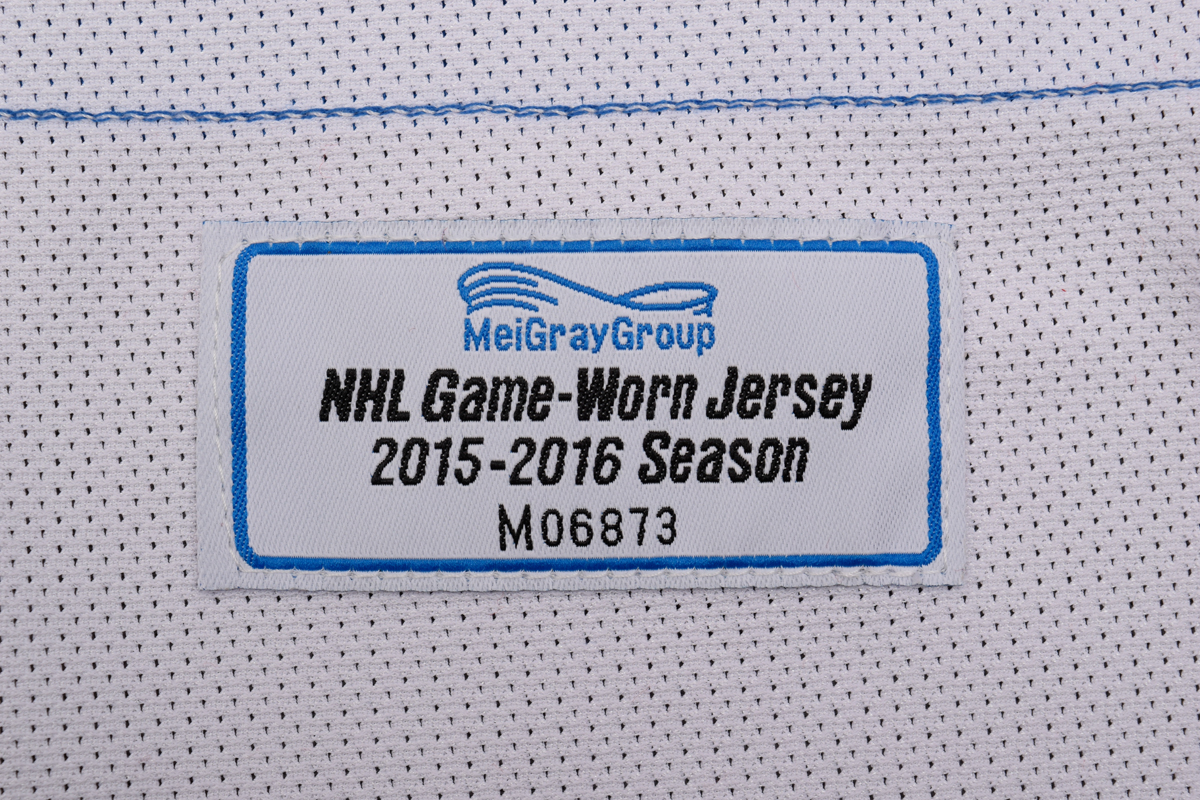 MeiGrayGroup
NHL Game-Worn Jersey
2015-2016 Season
M06873